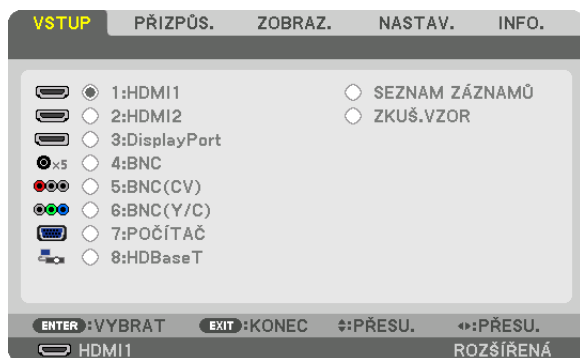 VSTUP PŘIZPŮS. ZOBRAZ. NASTAV. INFO.
1:HDMI1 SEZNAM ZÁZNAMŮ
2:HDMI2 ZKUŠ.VZOR
3:DisplayPort
×5 4:BNC
5:BNC(CV)
6:BNC(Y/C)
7:POČÍTAČ
8:HDBaseT
ENTER:VYBRAT EXIT:KONEC :PŘESU. :PŘESU.
HDMI1 ROZŠÍŘENÁ